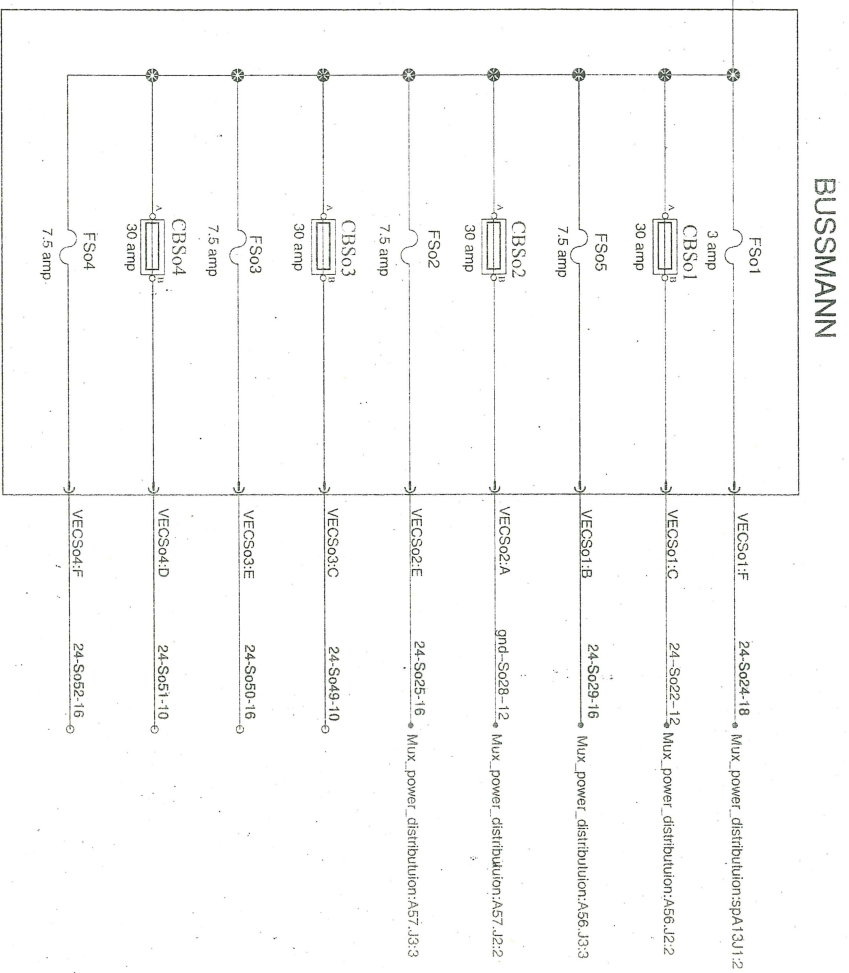 BUSSMANN
FSo1
3 amp
VECSo1:F
24-So24-18
Mux_power_distributuion:spA13J1:2
A
CBSo1
30 amp
B
VECSo1:C
24-So22-12
Mux_power_distributuion:A56.J2:2
FSo5
7.5 amp
VECSo1:B
24-So29-16
Mux_power_distributuion:A56.J3:3
A
CBSo2
30 amp
B
VECSo2:A
gnd-So28-12
Mux_power_distributuion:A57.J2:2
FSo2
7.5 amp
VECSo2:E
24-So25-16
Mux_power_distributuion:A57.J3:3
A
CBSo3
30 amp
B
VECSo3:C
24-So49-10
FSo3
7.5 amp
VECSo3:E
24-So50-16
A
CBSo4
30 amp
B
VECSo4:D
24-So51-10
FSo4
7.5 amp
VECSo4:F
24-So52-16